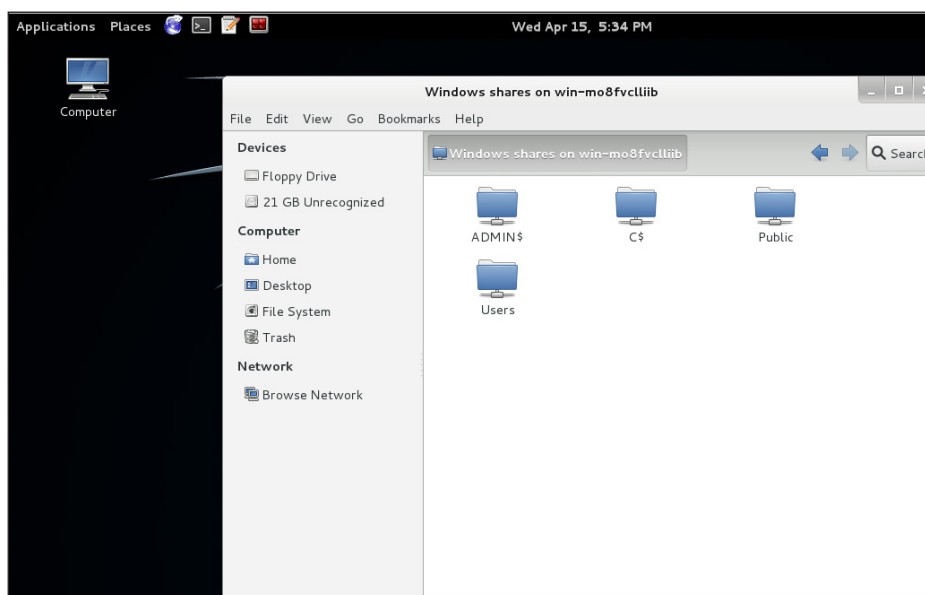 Applications Places Wed Apr 15, 5:34 PM
Computer
Windows shares on win-mo8fvclliib
File Edit View Go Bookmarks Help
Devices
Floppy Drive
21 GB Unrecognized
Computer
Home
Desktop
File System
Trash
Network
Browse Network
Windows shares on win-mo8fvclliib
Search
ADMIN$ C$ Public
Users